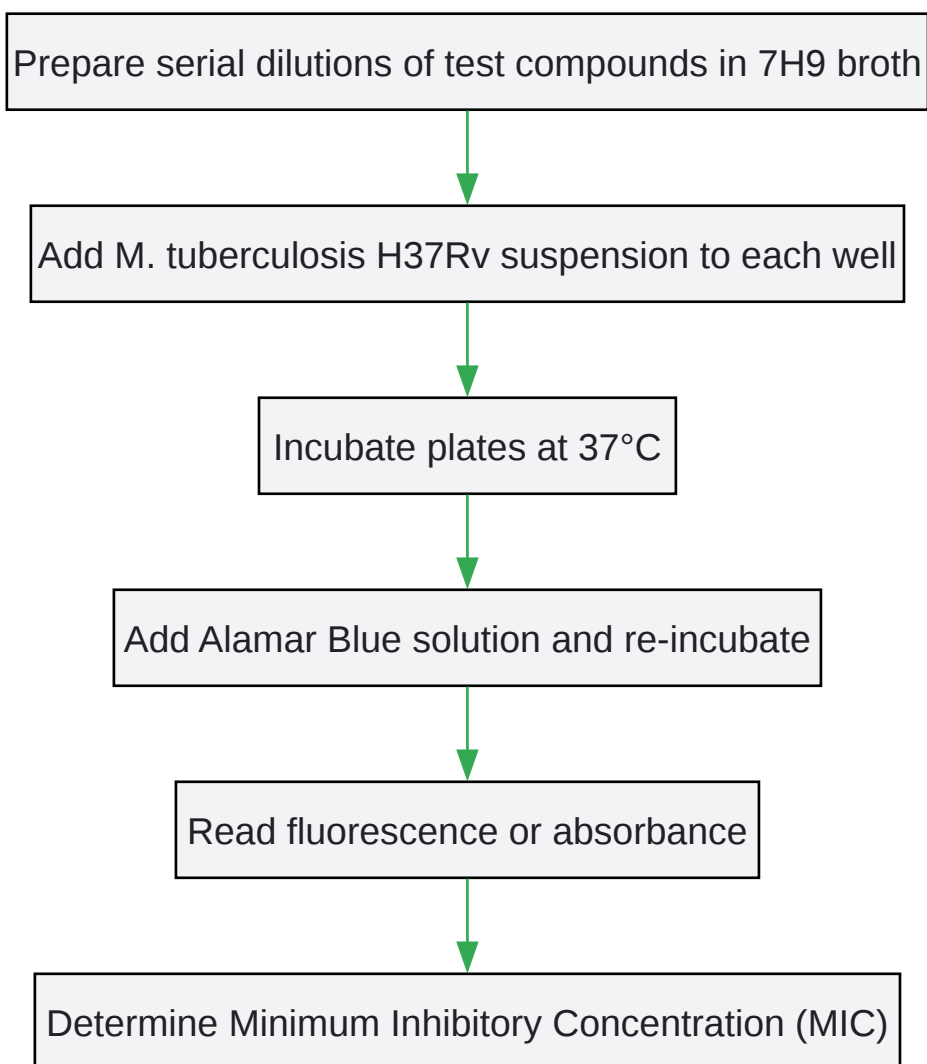 Prepare serial dilutions of test compounds in 7H9 broth
Add M. tuberculosis H37Rv suspension to each well
Incubate plates at 37°C
Add Alamar Blue solution and re-incubate
Read fluorescence or absorbance
Determine Minimum Inhibitory Concentration (MIC)